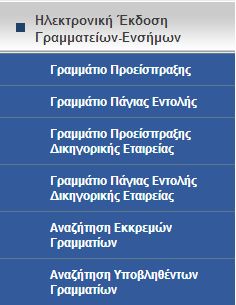 Ηλεκτρονική Έκδοση
Γραμματείων-Ενσήμων
Γραμμάτιο Προείσπραξης
Γραμμάτιο Πάγιας Εντολής
Γραμμάτιο Προείσπραξης
Δικηγορικής Εταιρείας
Γραμμάτιο Πάγιας Εντολής
Δικηγορικής Εταιρείας
Αναζήτηση Εκκρεμών
Γραμματίων
Αναζήτηση Υποβληθέντων
Γραμματίων